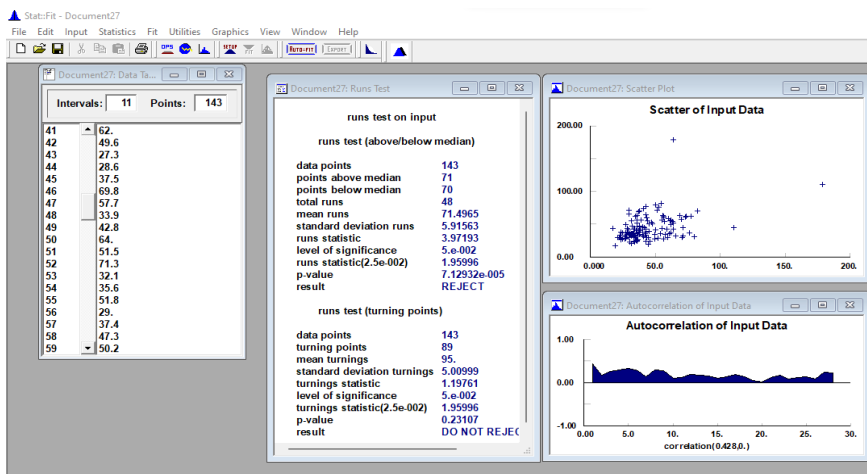 Stat::Fit - Document27
File Edit Input Statistics Fit Utilities Graphics View Window Help
DPS SETUP FIT AUTO::FIT EXPORT
Document27: Data Ta...
Intervals: 11 Points: 143
41 62.
42 49.6
43 27.3
44 28.6
45 37.5
46 69.8
47 57.7
48 33.9
49 42.8
50 64.
51 51.5
52 71.3
53 32.1
54 35.6
55 51.8
56 29.
57 37.4
58 47.3
59 50.2
Document27: Runs Test
runs test on input
runs test (above/below median)
data points 143
points above median 71
points below median 70
total runs 48
mean runs 71.4965
standard deviation runs 5.91563
runs statistic 3.97193
level of significance 5.e-002
runs statistic(2.5e-002) 1.95996
p-value 7.12932e-005
result REJECT
runs test (turning points)
data points 143
turning points 89
mean turnings 95.
standard deviation turnings 5.00999
turnings statistic 1.19761
level of significance 5.e-002
turnings statistic(2.5e-002) 1.95996
p-value 0.23107
result DO NOT REJEC
Document27: Scatter Plot
Scatter of Input Data
200.00
100.00
0.00
0.000 50.0 100. 150. 200.
Document27: Autocorrelation of Input Data
Autocorrelation of Input Data
1.00
0.00
-1.00
0.00 5.0 10. 15. 20. 25. 30.
correlation(0.428,0.)